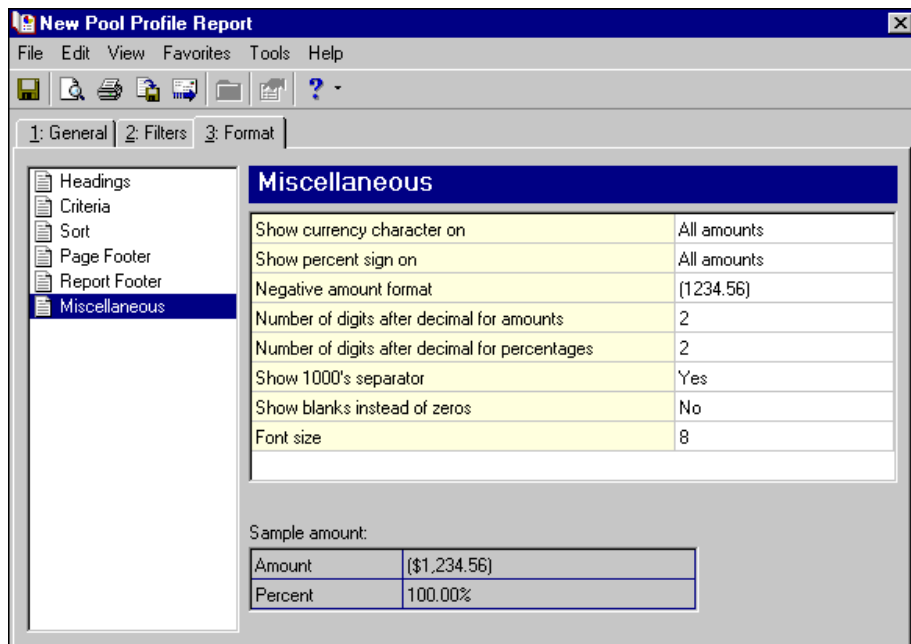 New Pool Profile Report
File Edit View Favorites Tools Help
1: General 2: Filters 3: Format
Headings
Criteria
Sort
Page Footer
Report Footer
Miscellaneous
Miscellaneous
Show currency character on All amounts
Show percent sign on All amounts
Negative amount format (1234.56)
Number of digits after decimal for amounts 2
Number of digits after decimal for percentages 2
Show 1000's separator Yes
Show blanks instead of zeros No
Font size 8
Sample amount:
Amount ($1,234.56)
Percent 100.00%